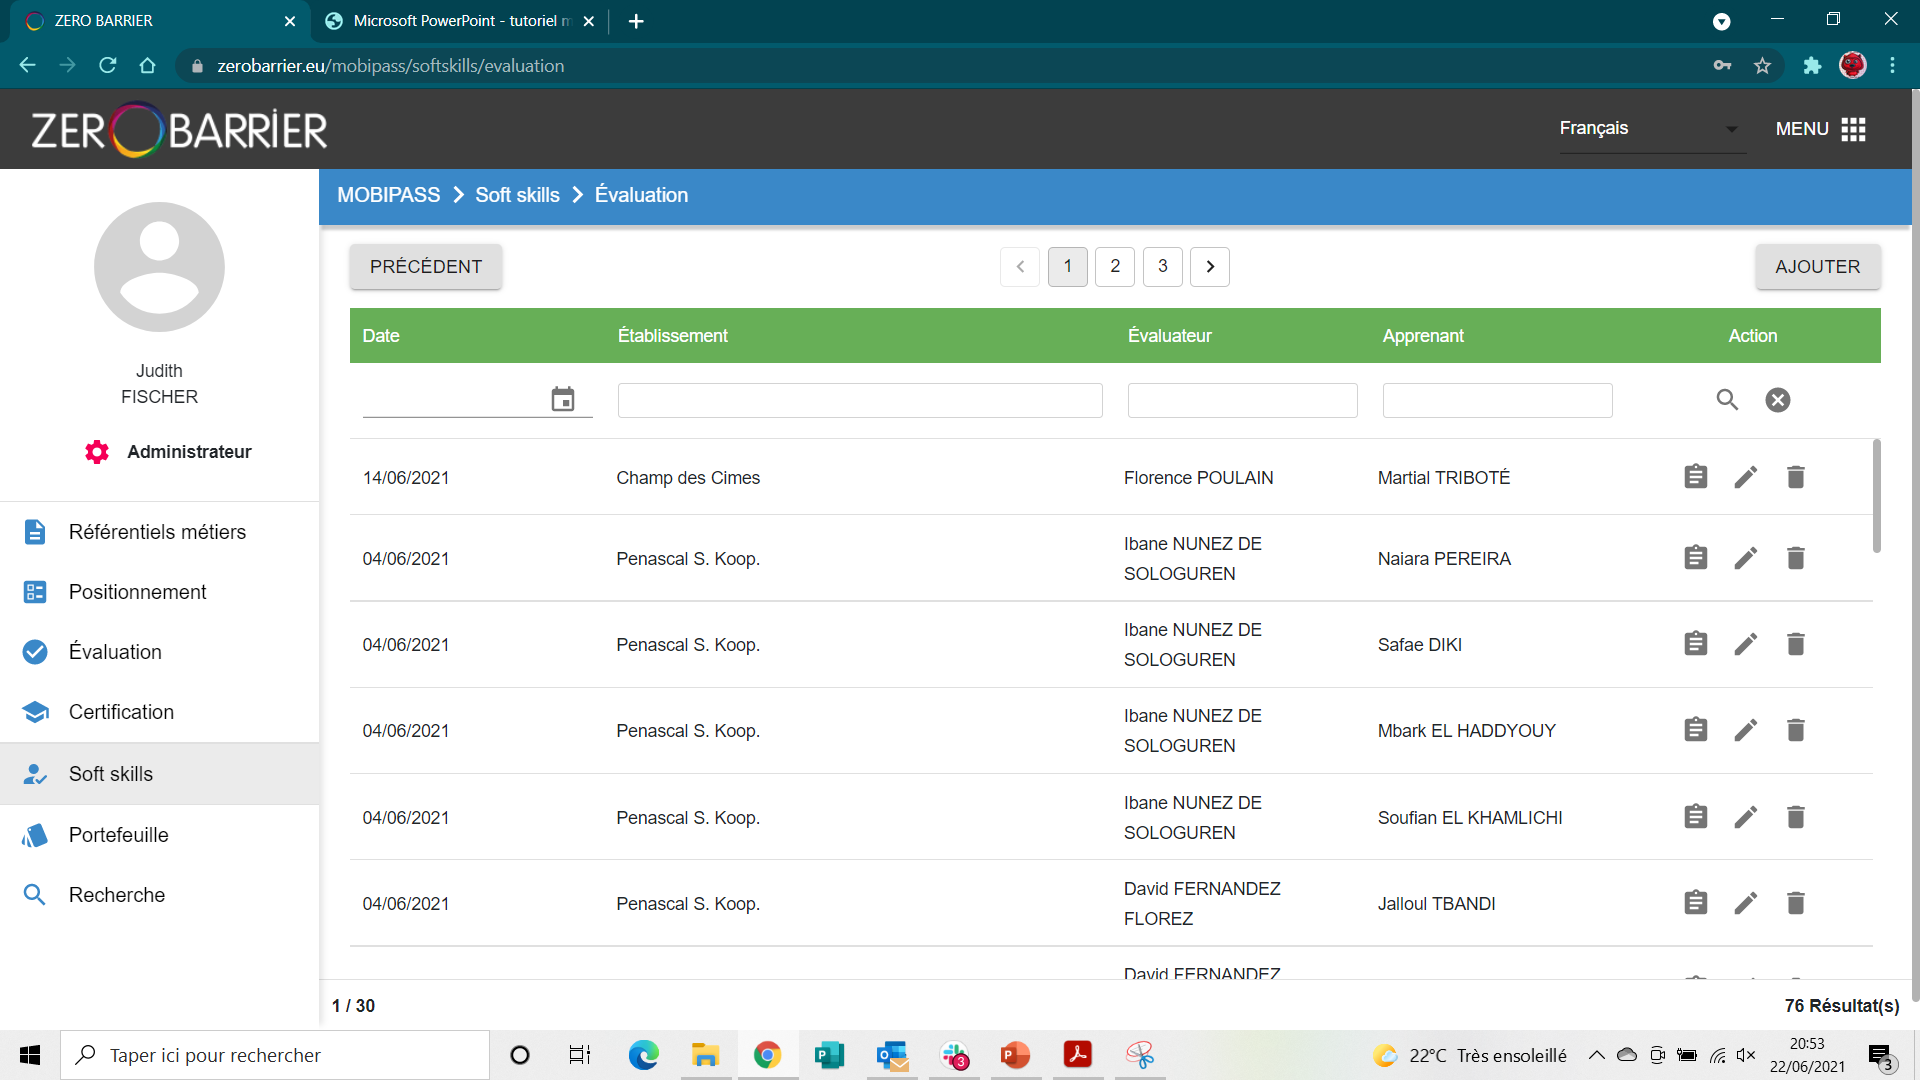 ZERO BARRIER
Microsoft PowerPoint - tutoriel m
zerobarrier.eu/mobipass/softskills/evaluation
ZEROBARRIER
Français
MENU
MOBIPASS > Soft skills > Évaluation
Judith
FISCHER
Administrateur
Référentiels métiers
Positionnement
Évaluation
Certification
Soft skills
Portefeuille
Recherche
PRÉCÉDENT
1 2 3
AJOUTER
Date Établissement Évaluateur Apprenant Action
14/06/2021 Champ des Cimes Florence POULAIN Martial TRIBOTÉ
04/06/2021 Penascal S. Koop. Ibane NUNEZ DE
SOLOGUREN Naiara PEREIRA
04/06/2021 Penascal S. Koop. Ibane NUNEZ DE
SOLOGUREN Safae DIKI
04/06/2021 Penascal S. Koop. Ibane NUNEZ DE
SOLOGUREN Mbark EL HADDYOUY
04/06/2021 Penascal S. Koop. Ibane NUNEZ DE
SOLOGUREN Soufian EL KHAMLICHI
04/06/2021 Penascal S. Koop. David FERNANDEZ
FLOREZ Jalloul TBANDI
David FERNANDEZ
1 / 30
76 Résultat(s)
Taper ici pour rechercher
3
22°C Très ensoleillé
20:53
22/06/2021
3